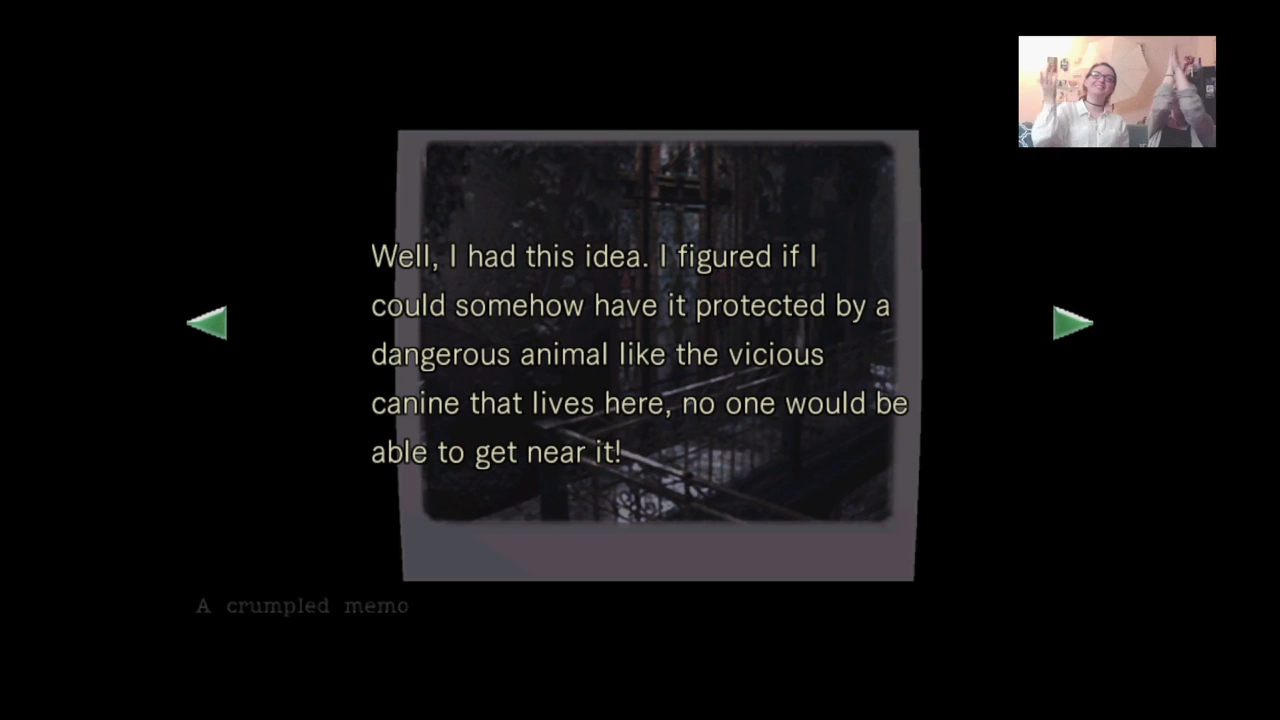 Well, I had this idea. I figured if I
could somehow have it protected by a
dangerous animal like the vicious
canine that lives here, no one would be
able to get near it!
A crumpled memo